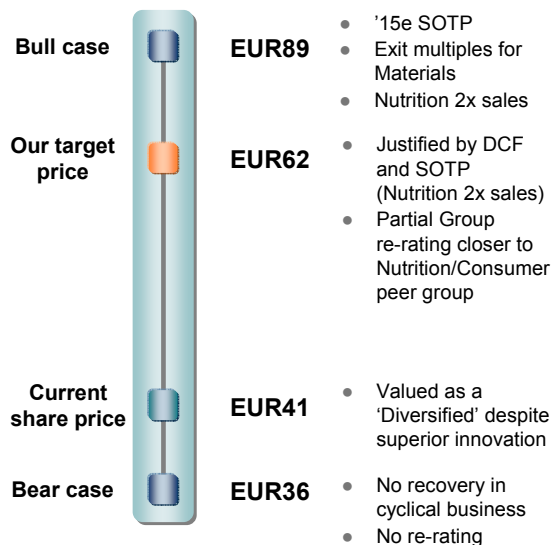 Bull case
EUR89
• '15e SOTP
• Exit multiples for
Materials
• Nutrition 2x sales
Our target
price
EUR62
• Justified by DCF
and SOTP
(Nutrition 2x sales)
• Partial Group
re-rating closer to
Nutrition/Consumer
peer group
Current
share price
EUR41
• Valued as a
'Diversified' despite
superior innovation
Bear case
EUR36
• No recovery in
cyclical business
• No re-rating